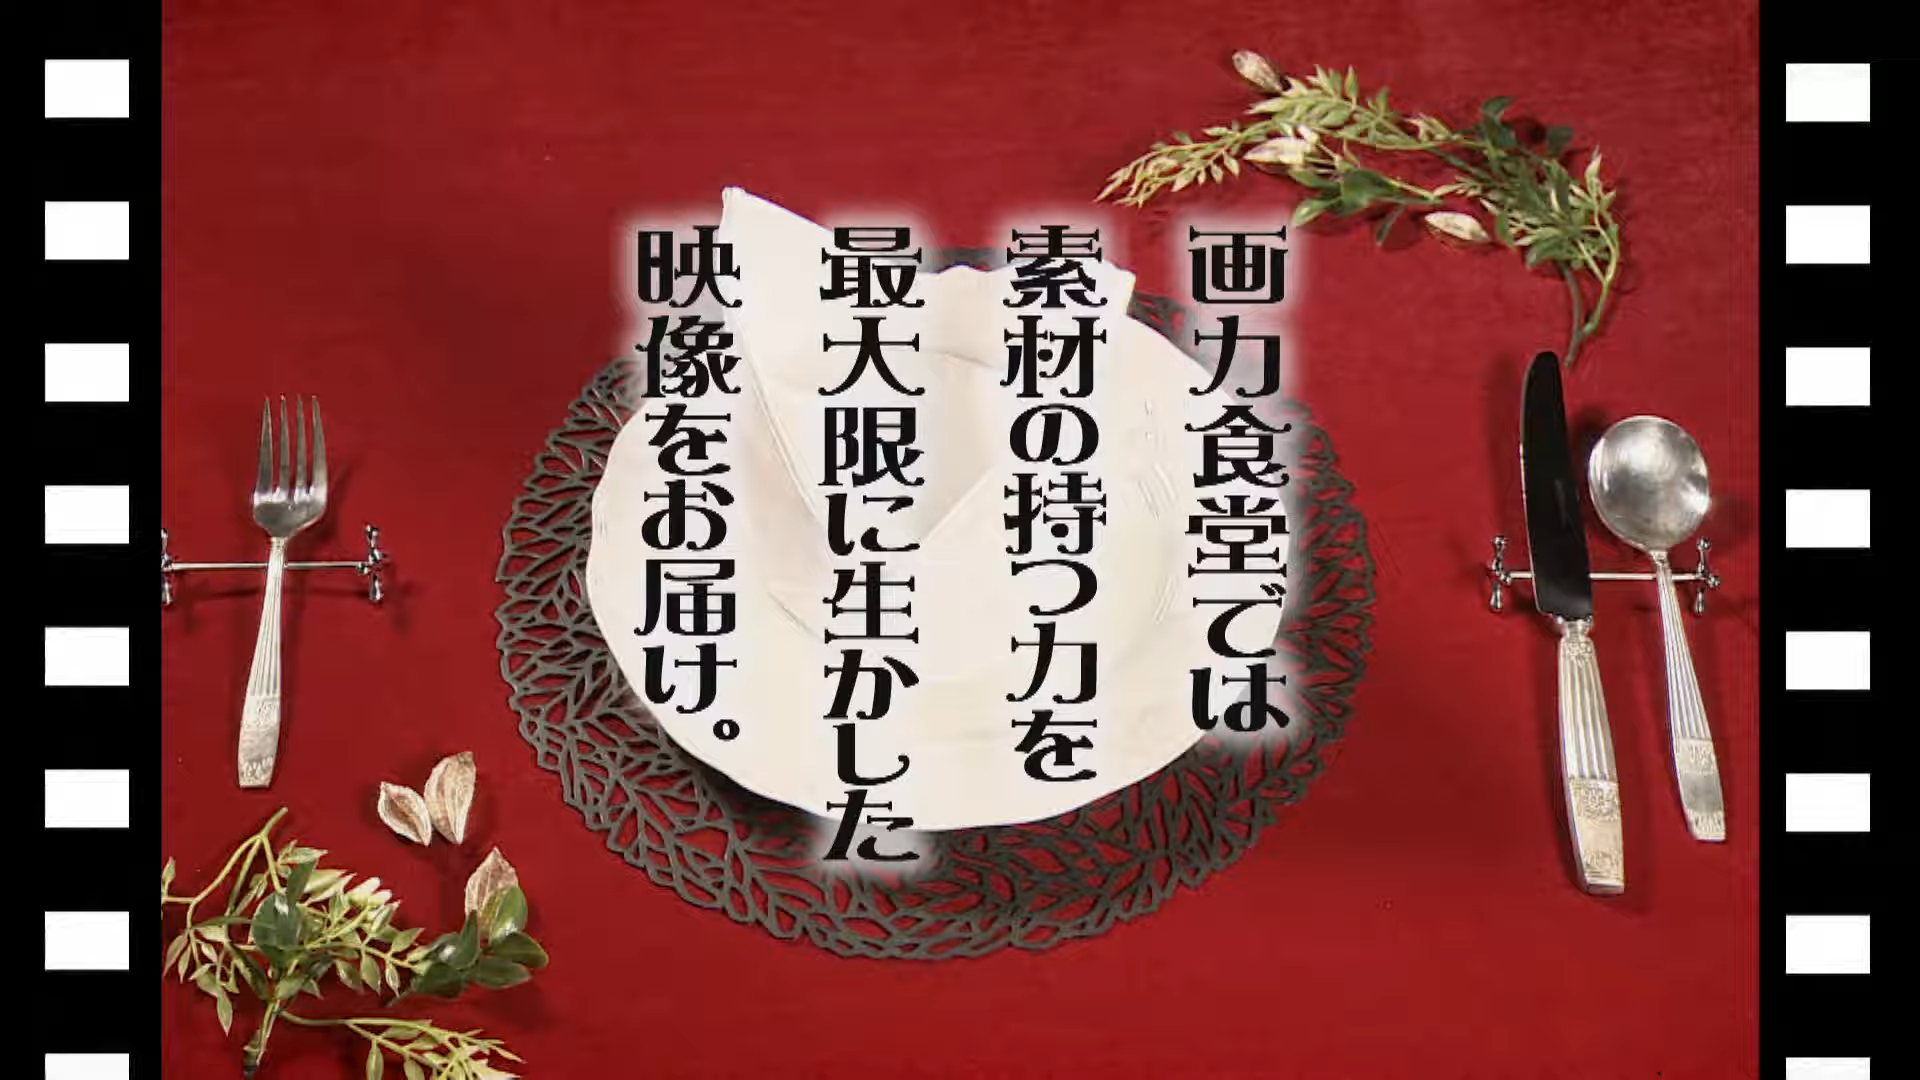 画力食堂では
素材の持つ力を
最大限に生かした
映像をお届け。